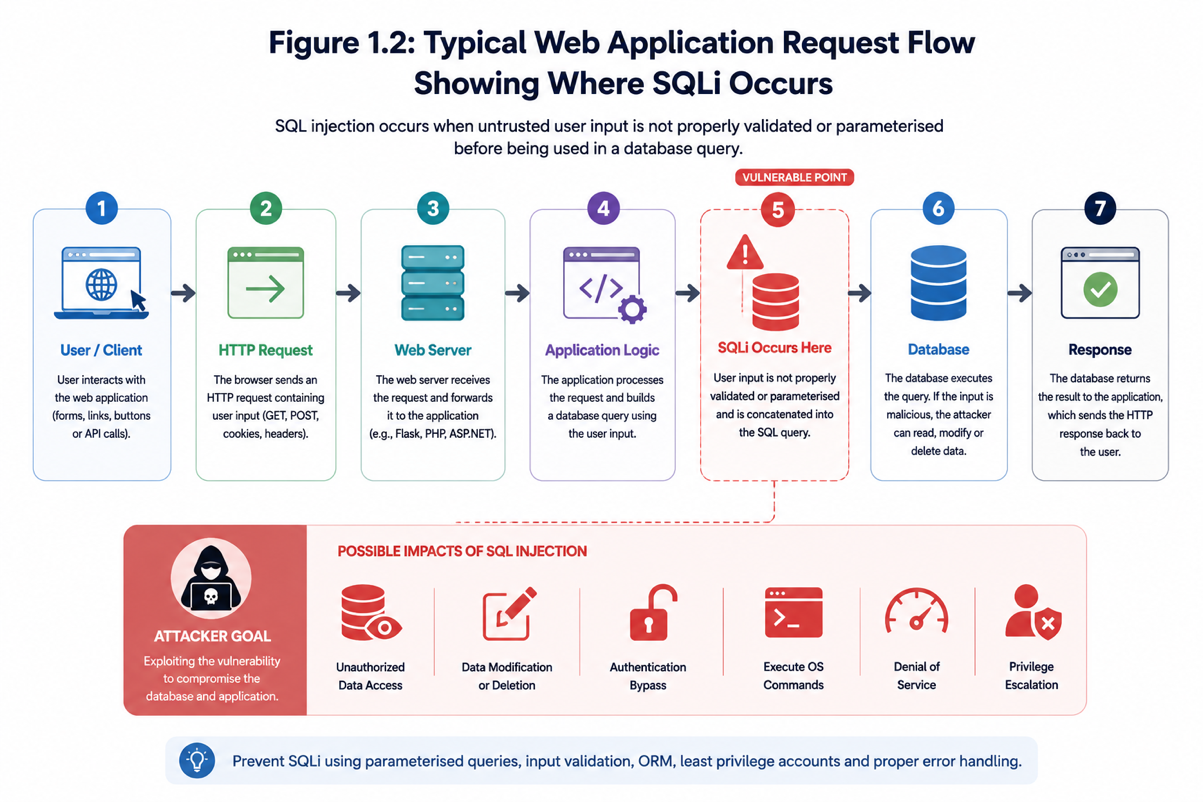 Figure 1.2: Typical Web Application Request Flow
Showing Where SQLi Occurs
SQL injection occurs when untrusted user input is not properly validated or parameterised
before being used in a database query.
VULNERABLE POINT
1
User / Client
User interacts with
the web application
(forms, links, buttons
or API calls).
2
HTTP Request
The browser sends an
HTTP request containing
user input (GET, POST,
cookies, headers).
3
Web Server
The web server receives
the request and forwards
it to the application
(e.g., Flask, PHP, ASP.NET).
4
</>
Application Logic
The application processes
the request and builds
a database query using
the user input.
5
!
SQLi Occurs Here
User input is not properly
validated or parameterised
and is concatenated into
the SQL query.
6
Database
The database executes
the query. If the input is
malicious, the attacker
can read, modify or
delete data.
7
Response
The database returns
the result to the application,
which sends the HTTP
response back to
the user.
ATTACKER GOAL
Exploiting the vulnerability
to compromise the
database and application.
POSSIBLE IMPACTS OF SQL INJECTION
Unauthorized
Data Access
Data Modification
or Deletion
Authentication
Bypass
>_
Execute OS
Commands
Denial of
Service
Privilege
Escalation
Prevent SQLi using parameterised queries, input validation, ORM, least privilege accounts and proper error handling.